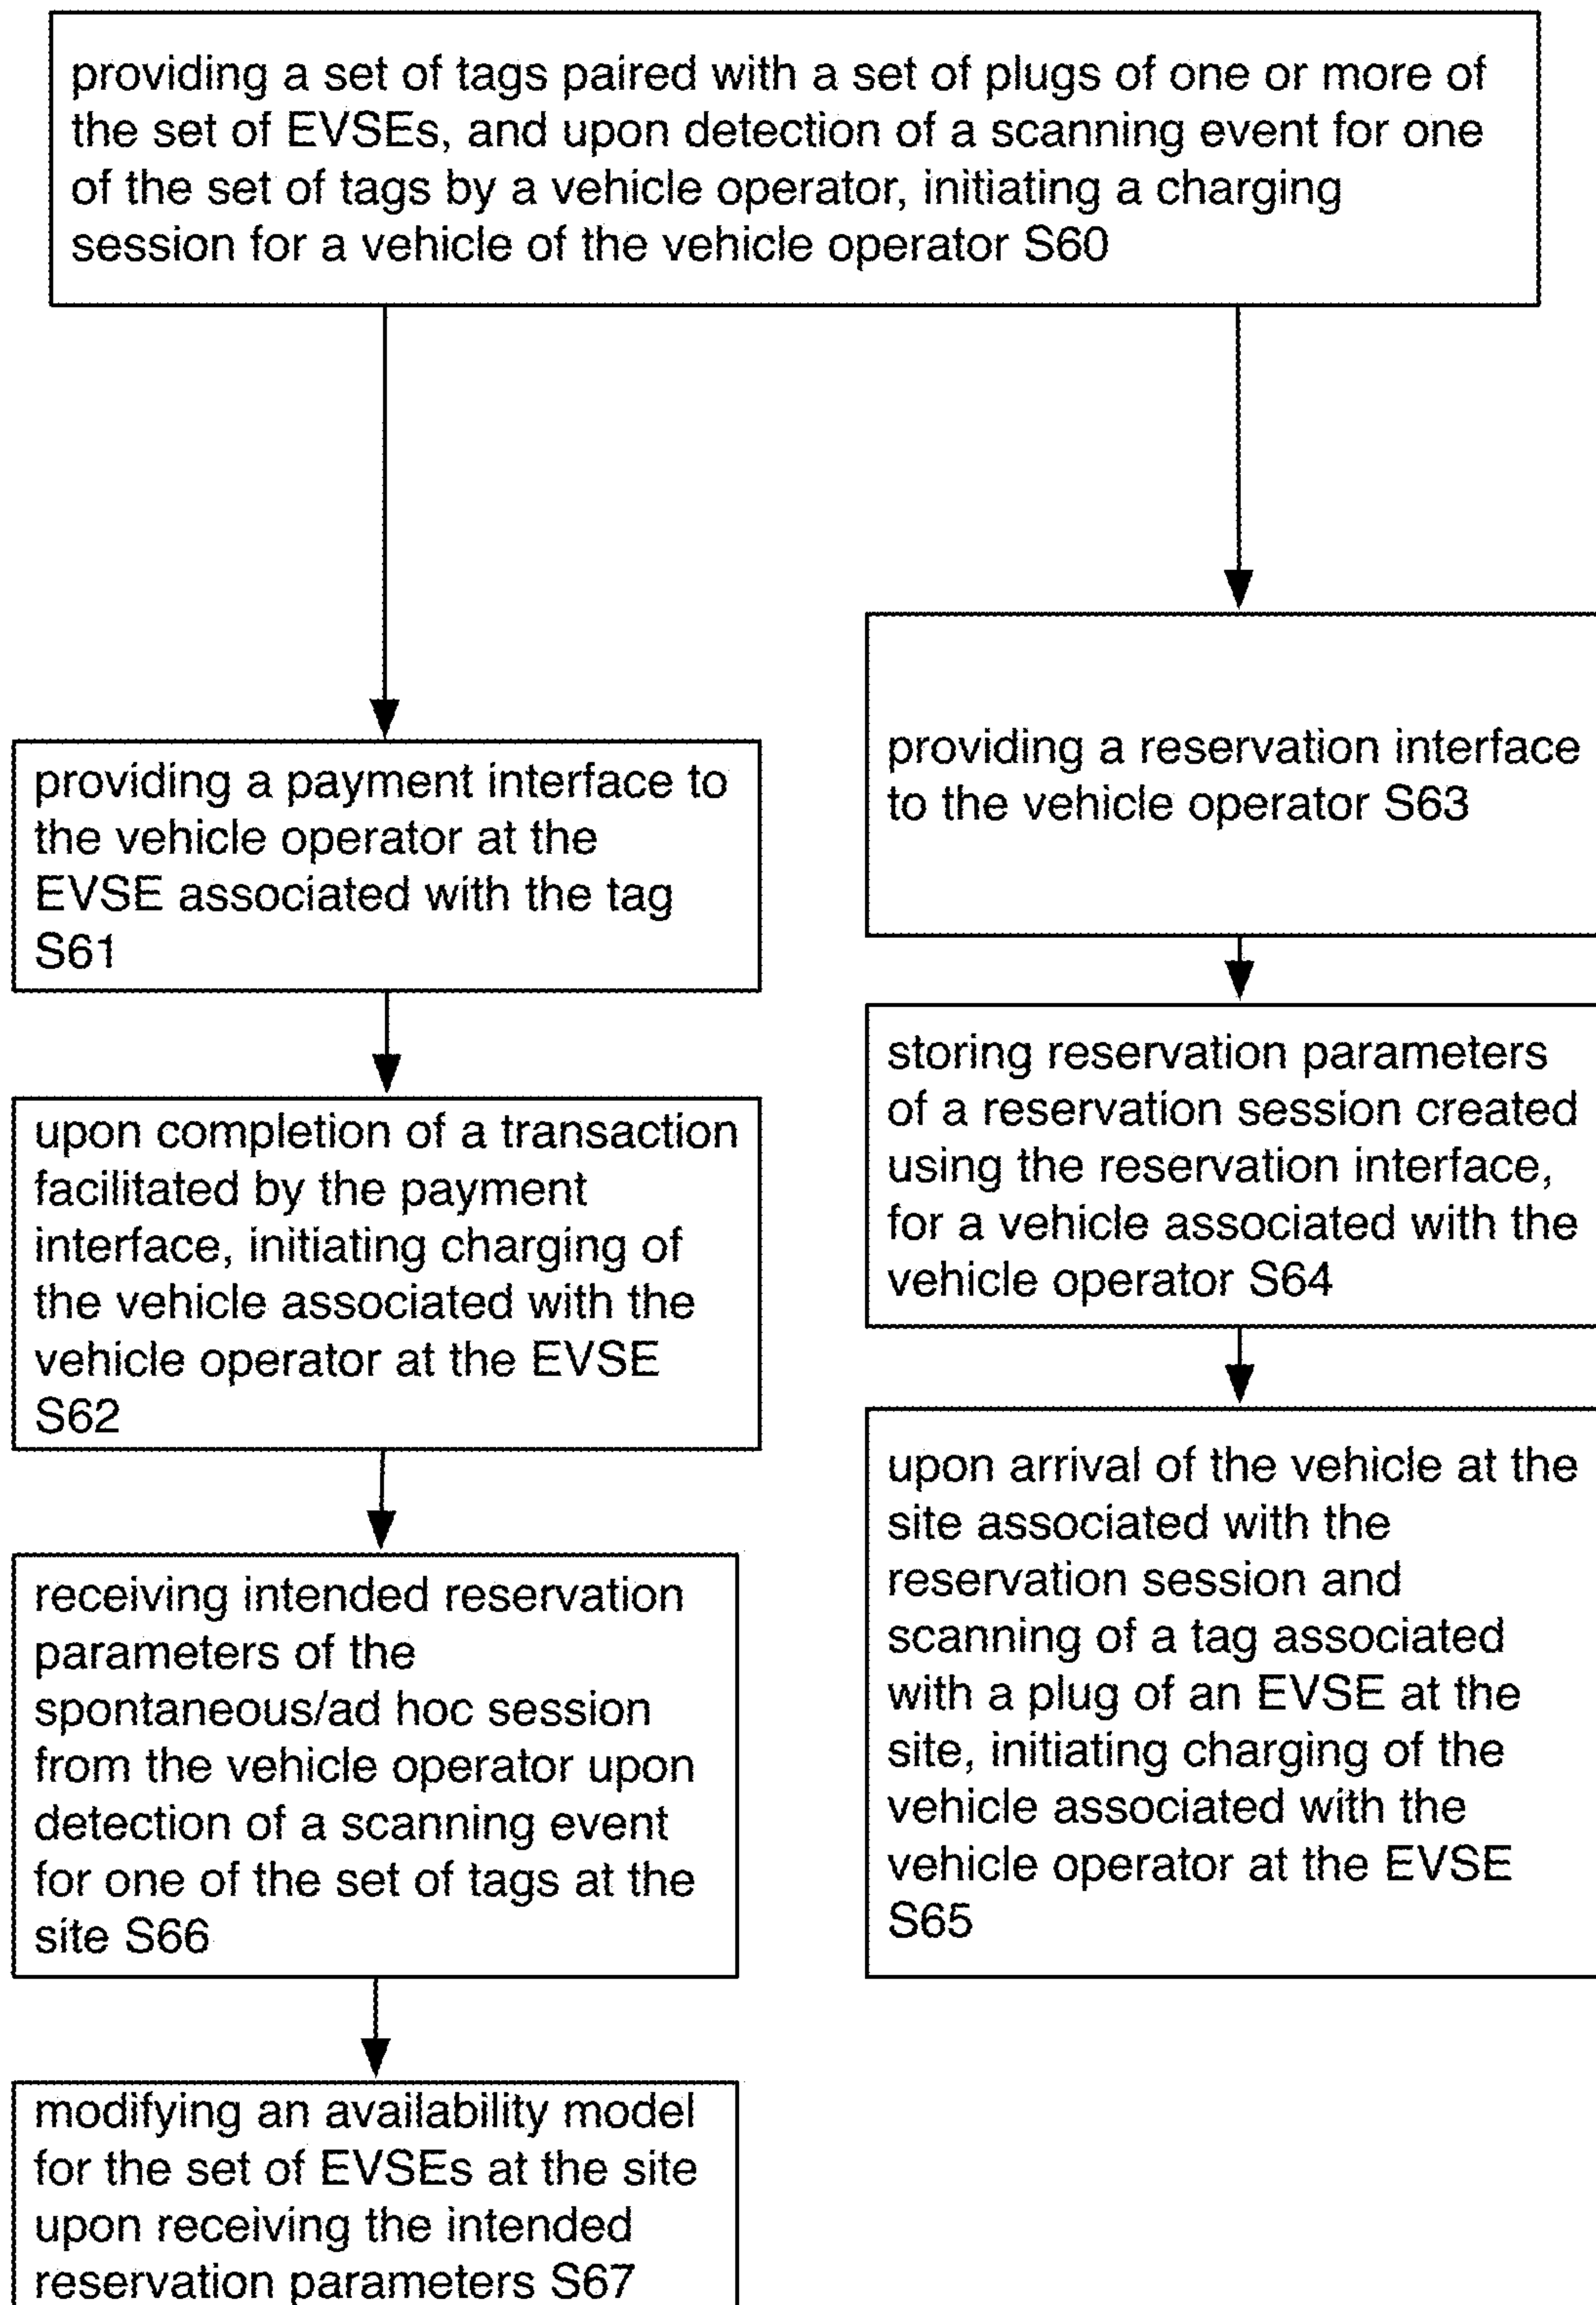 providing a set of tags paired with a set of plugs of one or more of
the set of EVSEs, and upon detection of a scanning event for one
of the set of tags by a vehicle operator, initiating a charging
session for a vehicle of the vehicle operator S60
providing a payment interface to
the vehicle operator at the
EVSE associated with the tag
S61
upon completion of a transaction
facilitated by the payment
interface, initiating charging of
the vehicle associated with the
vehicle operator at the EVSE
S62
receiving intended reservation
parameters of the
spontaneous/ad hoc session
from the vehicle operator upon
detection of a scanning event
for one of the set of tags at the
site S66
modifying an availability model
for the set of EVSEs at the site
upon receiving the intended
reservation parameters S67
providing a reservation interface
to the vehicle operator S63
storing reservation parameters
of a reservation session created
using the reservation interface,
for a vehicle associated with the
vehicle operator S64
upon arrival of the vehicle at the
site associated with the
reservation session and
scanning of a tag associated
with a plug of an EVSE at the
site, initiating charging of the
vehicle associated with the
vehicle operator at the EVSE
S65